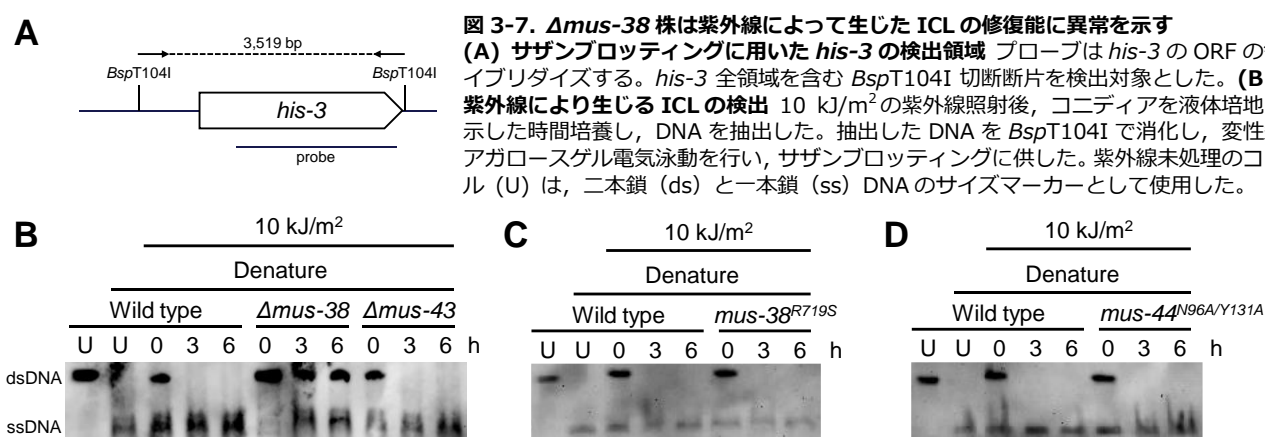 A
3,519 bp
BspT104I
BspT104I
his-3
probe
図 3-7. Δmus-38 株は紫外線によって生じた ICL の修復能に異常を示す
(A) サザンブロッティングに用いた his-3 の検出領域 プローブは his-3 の ORF の
イブリダイズする。his-3 全領域を含む BspT104I 切断断片を検出対象とした。(B
紫外線により生じる ICL の検出 10 kJ/m2 の紫外線照射後，コニディアを液体培地
示した時間培養し，DNA を抽出した。抽出した DNA を BspT104I で消化し，変性
アガロースゲル電気泳動を行い，サザンブロッティングに供した。紫外線未処理のコ
ル (U) は，二本鎖（ds）と一本鎖（ss）DNA のサイズマーカーとして使用した。
B
10 kJ/m2
Denature
Wild type Δmus-38 Δmus-43
U U 0 3 6 0 3 6 0 3 6 h
dsDNA
ssDNA
C
10 kJ/m2
Denature
Wild type mus-38R719S
U U 0 3 6 0 3 6 h
D
10 kJ/m2
Denature
Wild type mus-44N96A/Y131A
U U 0 3 6 0 3 6 h